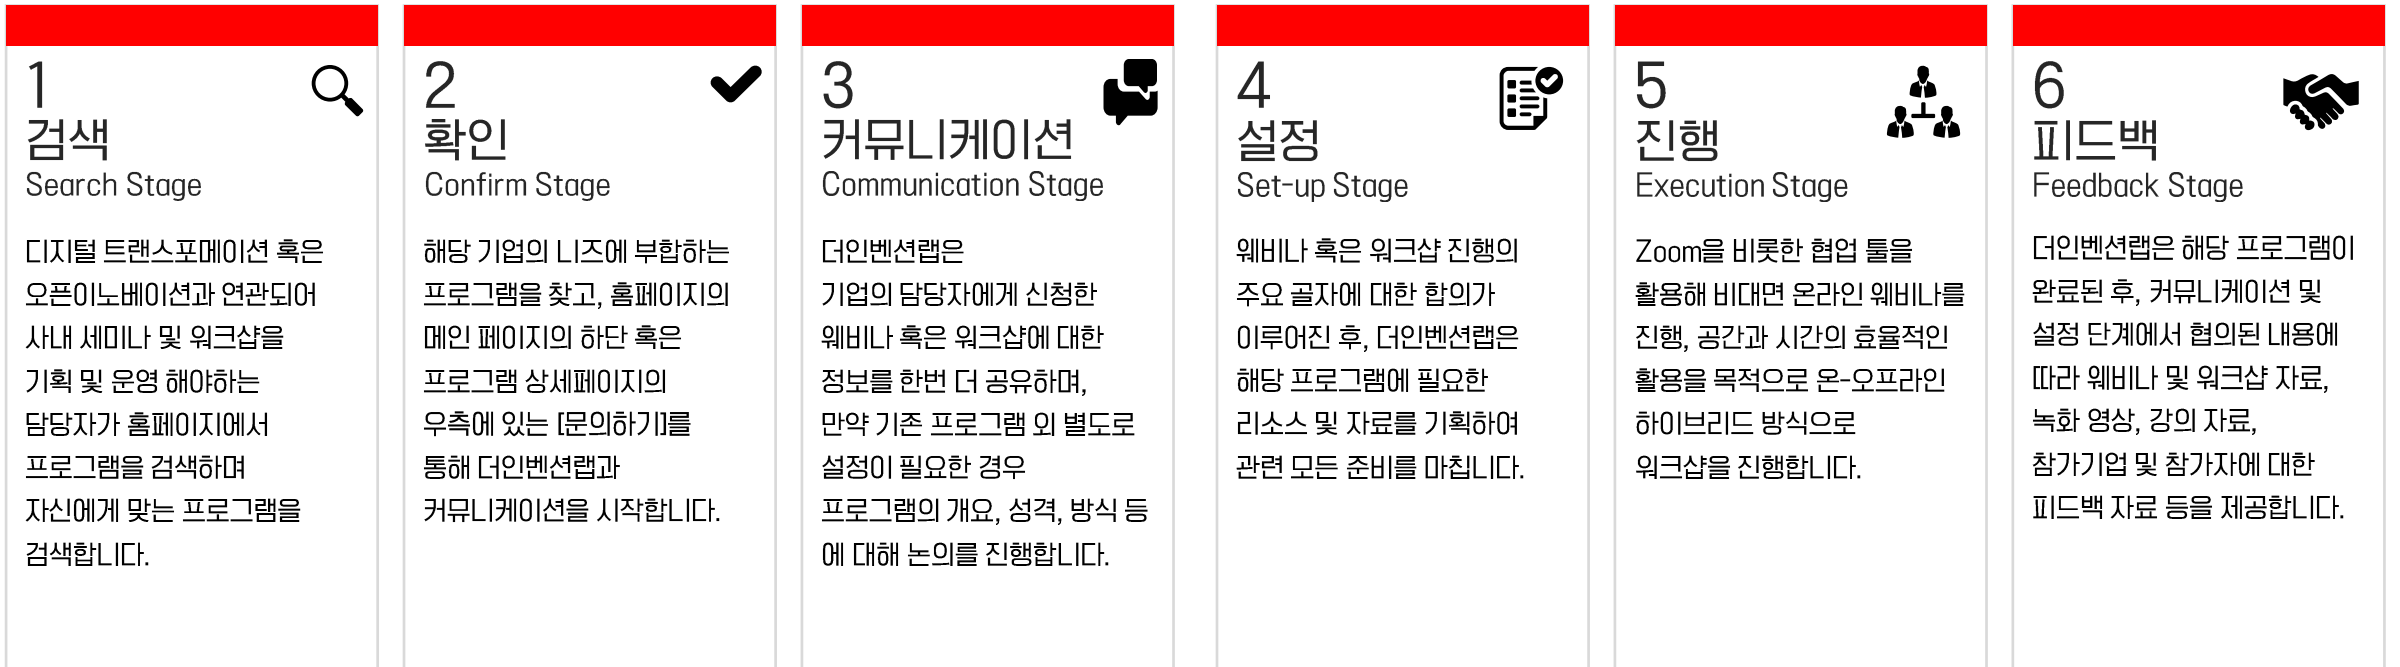 1
검색
Search Stage
디지털 트랜스포메이션 혹은
오픈이노베이션과 연관되어
사내 세미나 및 워크샵을
기획 및 운영 해야하는
담당자가 홈페이지에서
프로그램을 검색하며
자신에게 맞는 프로그램을
검색합니다.
2
확인
Confirm Stage
해당 기업의 니즈에 부합하는
프로그램을 찾고, 홈페이지의
메인 페이지의 하단 혹은
프로그램 상세페이지의
우측에 있는 [문의하기]를
통해 더인벤션랩과
커뮤니케이션을 시작합니다.
3
커뮤니케이션
Communication Stage
더인벤션랩은
기업의 담당자에게 신청한
웨비나 혹은 워크샵에 대한
정보를 한번 더 공유하며,
만약 기존 프로그램 외 별도로
설정이 필요한 경우
프로그램의 개요, 성격, 방식 등
에 대해 논의를 진행합니다.
4
설정
Set-up Stage
웨비나 혹은 워크샵 진행의
주요 골자에 대한 합의가
이루어진 후, 더인벤션랩은
해당 프로그램에 필요한
리소스 및 자료를 기획하여
관련 모든 준비를 마칩니다.
5
진행
Execution Stage
Zoom을 비롯한 협업 툴을
활용해 비대면 온라인 웨비나를
진행, 공간과 시간의 효율적인
활용을 목적으로 온-오프라인
하이브리드 방식으로
워크샵을 진행합니다.
6
피드백
Feedback Stage
더인벤션랩은 해당 프로그램이
완료된 후, 커뮤니케이션 및
설정 단계에서 협의된 내용에
따라 웨비나 및 워크샵 자료,
녹화 영상, 강의 자료,
참가기업 및 참가자에 대한
피드백 자료 등을 제공합니다.